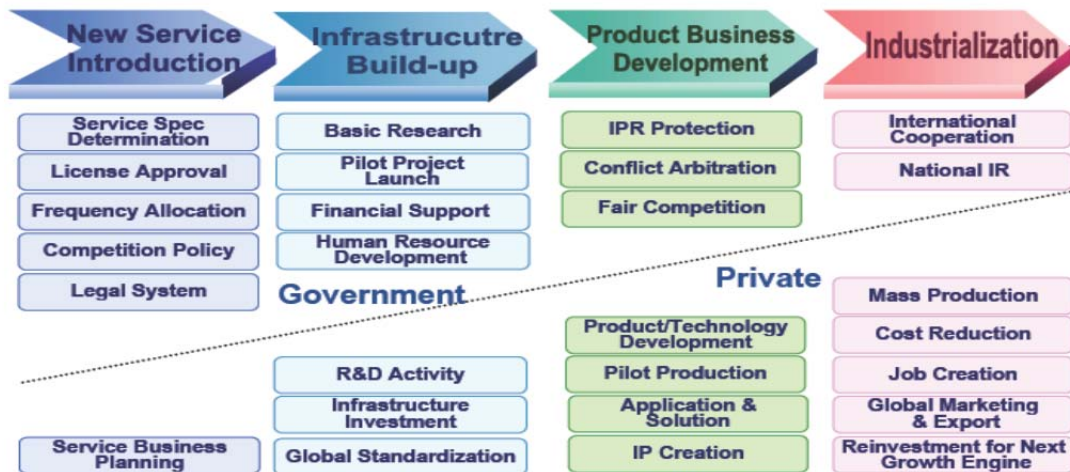 New Service
Introduction
Infrastrucutre
Build-up
Product Business
Development
Industrialization
Service Spec
Determination
License Approval
Frequency Allocation
Competition Policy
Legal System
Basic Research
Pilot Project
Launch
Financial Support
Human Resource
Development
IPR Protection
Conflict Arbitration
Fair Competition
International
Cooperation
National IR
Government
Private
Service Business
Planning
R&D Activity
Infrastructure
Investment
Global Standardization
Product/Technology
Development
Pilot Production
Application &
Solution
IP Creation
Mass Production
Cost Reduction
Job Creation
Global Marketing
& Export
Reinvestment for Next
Growth Engine